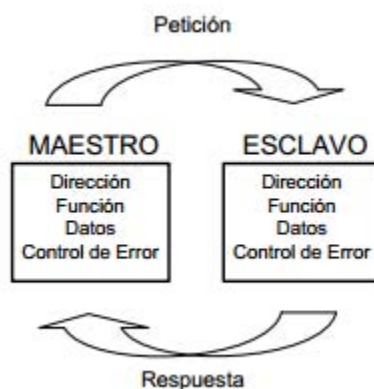 Petición
MAESTRO
Dirección
Función
Datos
Control de Error
ESCLAVO
Dirección
Función
Datos
Control de Error
Respuesta